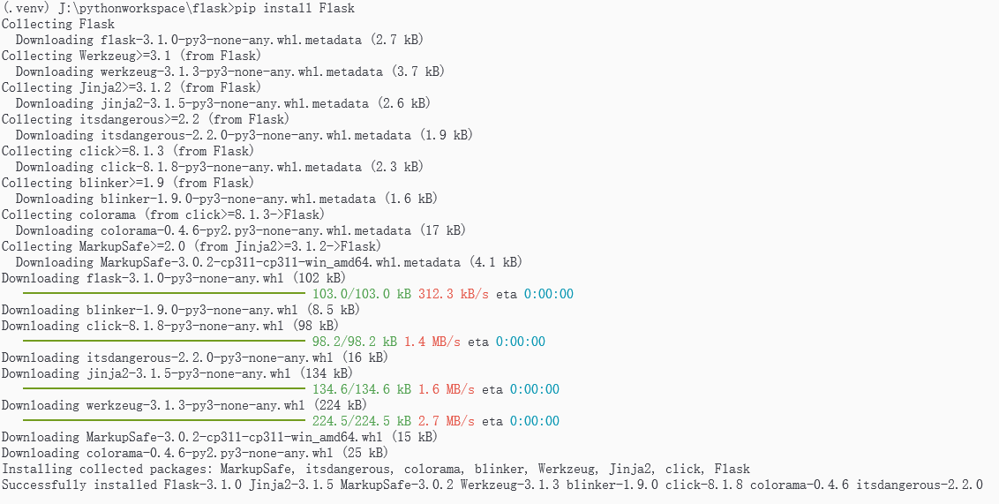 (.venv) J:\pythonworkspace\flask>pip install Flask
Collecting Flask
  Downloading flask-3.1.0-py3-none-any.whl.metadata (2.7 kB)
Collecting Werkzeug>=3.1 (from Flask)
  Downloading werkzeug-3.1.3-py3-none-any.whl.metadata (3.7 kB)
Collecting Jinja2>=3.1.2 (from Flask)
  Downloading jinja2-3.1.5-py3-none-any.whl.metadata (2.6 kB)
Collecting itsdangerous>=2.2 (from Flask)
  Downloading itsdangerous-2.2.0-py3-none-any.whl.metadata (1.9 kB)
Collecting click>=8.1.3 (from Flask)
  Downloading click-8.1.8-py3-none-any.whl.metadata (2.3 kB)
Collecting blinker>=1.9 (from Flask)
  Downloading blinker-1.9.0-py3-none-any.whl.metadata (1.6 kB)
Collecting colorama (from click>=8.1.3->Flask)
  Downloading colorama-0.4.6-py2.py3-none-any.whl.metadata (17 kB)
Collecting MarkupSafe>=2.0 (from Jinja2>=3.1.2->Flask)
  Downloading MarkupSafe-3.0.2-cp311-cp311-win_amd64.whl.metadata (4.1 kB)
Downloading flask-3.1.0-py3-none-any.whl (102 kB)
103.0/103.0 kB 312.3 kB/s eta 0:00:00
Downloading blinker-1.9.0-py3-none-any.whl (8.5 kB)
Downloading click-8.1.8-py3-none-any.whl (98 kB)
98.2/98.2 kB 1.4 MB/s eta 0:00:00
Downloading itsdangerous-2.2.0-py3-none-any.whl (16 kB)
Downloading jinja2-3.1.5-py3-none-any.whl (134 kB)
134.6/134.6 kB 1.6 MB/s eta 0:00:00
Downloading werkzeug-3.1.3-py3-none-any.whl (224 kB)
224.5/224.5 kB 2.7 MB/s eta 0:00:00
Downloading MarkupSafe-3.0.2-cp311-cp311-win_amd64.whl (15 kB)
Downloading colorama-0.4.6-py2.py3-none-any.whl (25 kB)
Installing collected packages: MarkupSafe, itsdangerous, colorama, blinker, Werkzeug, Jinja2, click, Flask
Successfully installed Flask-3.1.0 Jinja2-3.1.5 MarkupSafe-3.0.2 Werkzeug-3.1.3 blinker-1.9.0 click-8.1.8 colorama-0.4.6 itsdangerous-2.2.0